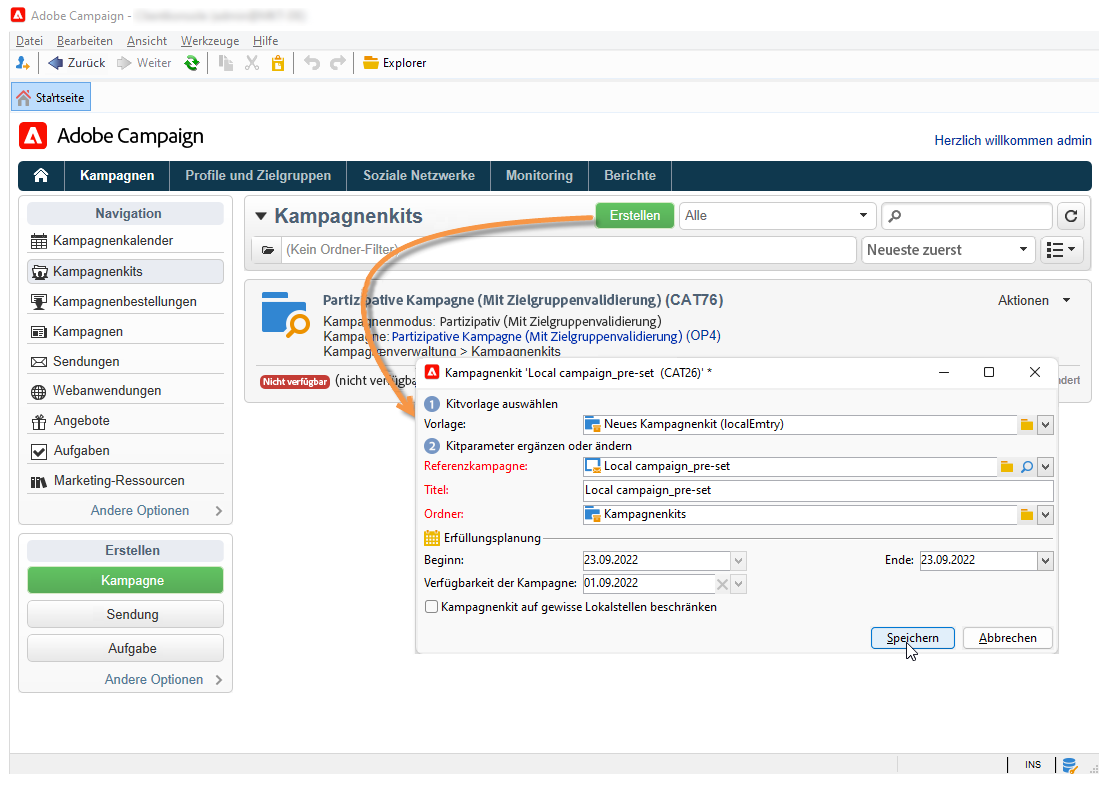 Adobe Campaign -
Datei Bearbeiten Ansicht Werkzeuge Hilfe
Zurück Weiter Explorer
Startseite
Adobe Campaign
Herzlich willkommen admin
Kampagnen Profile und Zielgruppen Soziale Netzwerke Monitoring Berichte
Navigation
Kampagnenkalender
Kampagnenkits
Kampagnenbestellungen
Kampagnen
Sendungen
Webanwendungen
Angebote
Aufgaben
Marketing-Ressourcen
Andere Optionen
Erstellen
Kampagne
Sendung
Aufgabe
Andere Optionen
Kampagnenkits Erstellen Alle
(Kein Ordner-Filter) Neueste zuerst
Partizipative Kampagne (Mit Zielgruppenvalidierung) (CAT76) Aktionen
Kampagnenmodus: Partizipativ (Mit Zielgruppenvalidierung)
Kampagne: Partizipative Kampagne (Mit Zielgruppenvalidierung) (OP4)
Kampagnenverwaltung > Kampagnenkits
Nicht verfügbar (nicht verfügba ndert
Kampagnenkit 'Local campaign_pre-set (CAT26)' *
1 Kitvorlage auswählen
Vorlage: Neues Kampagnenkit (localEmtry)
2 Kitparameter ergänzen oder ändern
Referenzkampagne: Local campaign_pre-set
Titel: Local campaign_pre-set
Ordner: Kampagnenkits
Erfüllungsplanung
Beginn: 23.09.2022 Ende: 23.09.2022
Verfügbarkeit der Kampagne: 01.09.2022
Kampagnenkit auf gewisse Lokalstellen beschränken
Speichern Abbrechen
INS